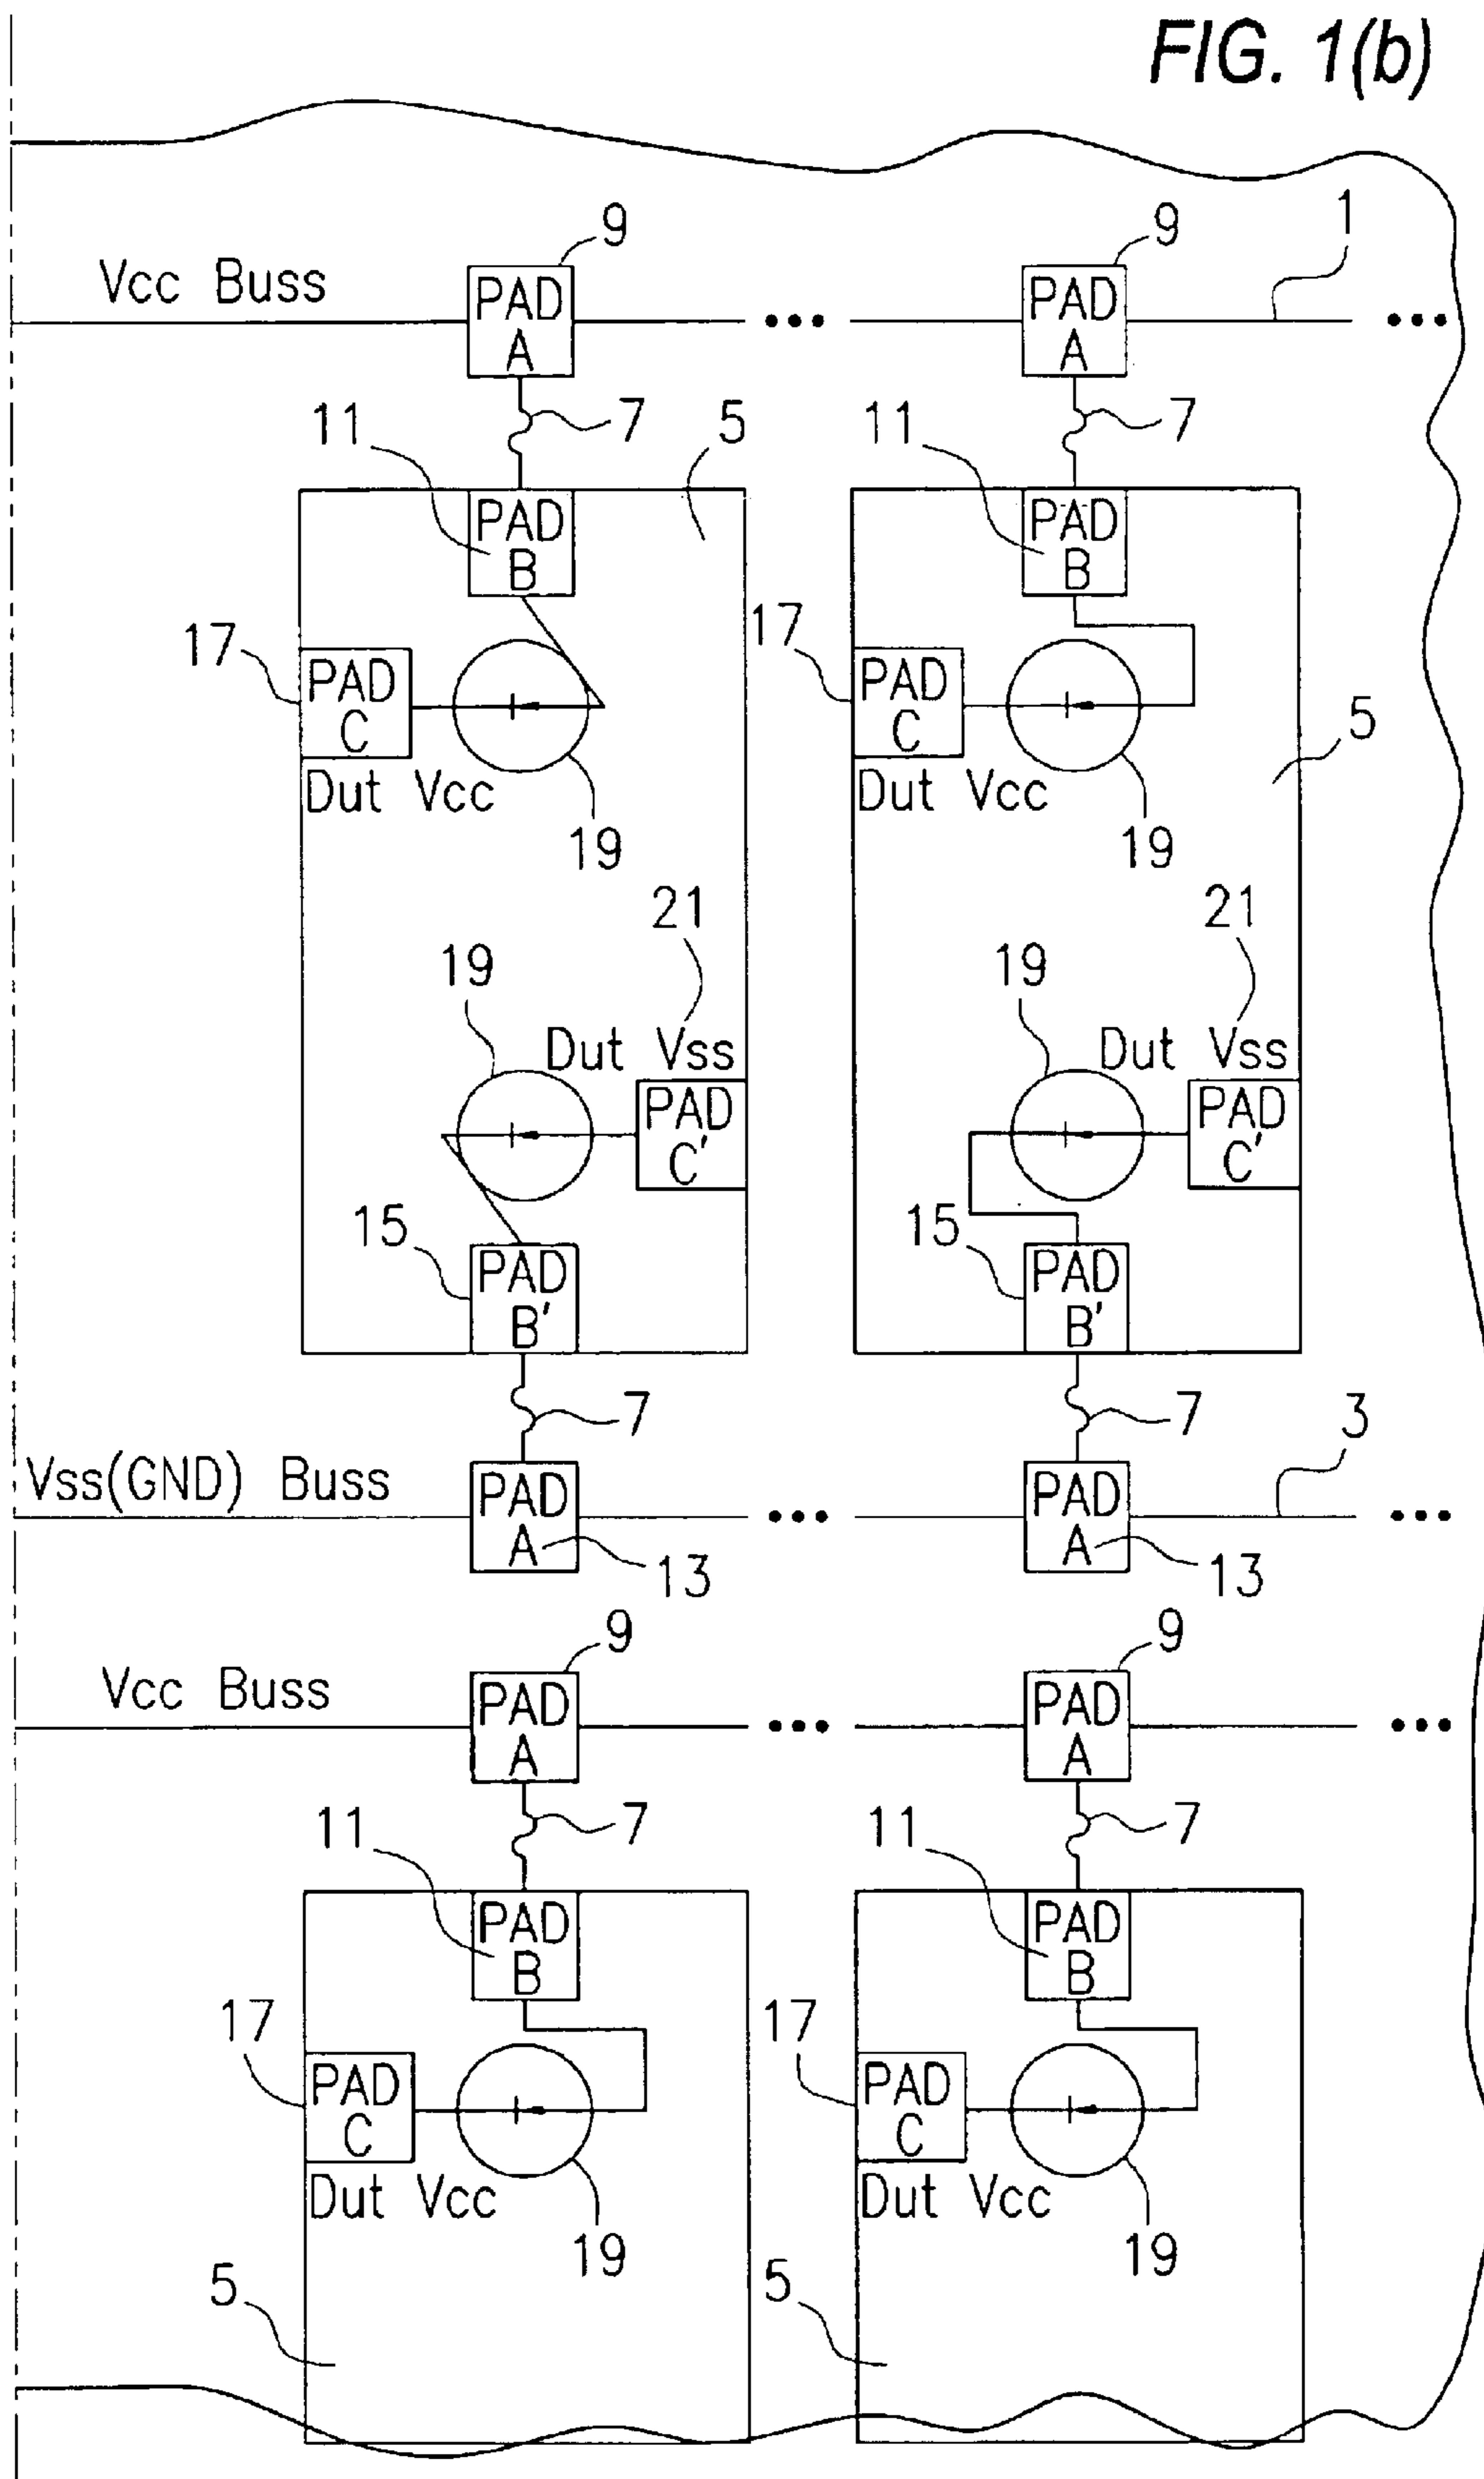 FIG. 1(b)
9 9 1
Vcc Buss PAD A ••• PAD A •••
7 7
11 5 11
PAD B PAD B
17 17
PAD C PAD C
5
Dut Vcc Dut Vcc
19 19
21 21
19 19
Dut Vss Dut Vss
PAD C' PAD C'
15 15
PAD B' PAD B'
7 7
3
Vss(GND) Buss PAD A ••• PAD A •••
13 13
9 9
Vcc Buss PAD A ••• PAD A •••
7 7
11 11
PAD B PAD B
17 17
PAD C PAD C
Dut Vcc Dut Vcc
19 19
5 5